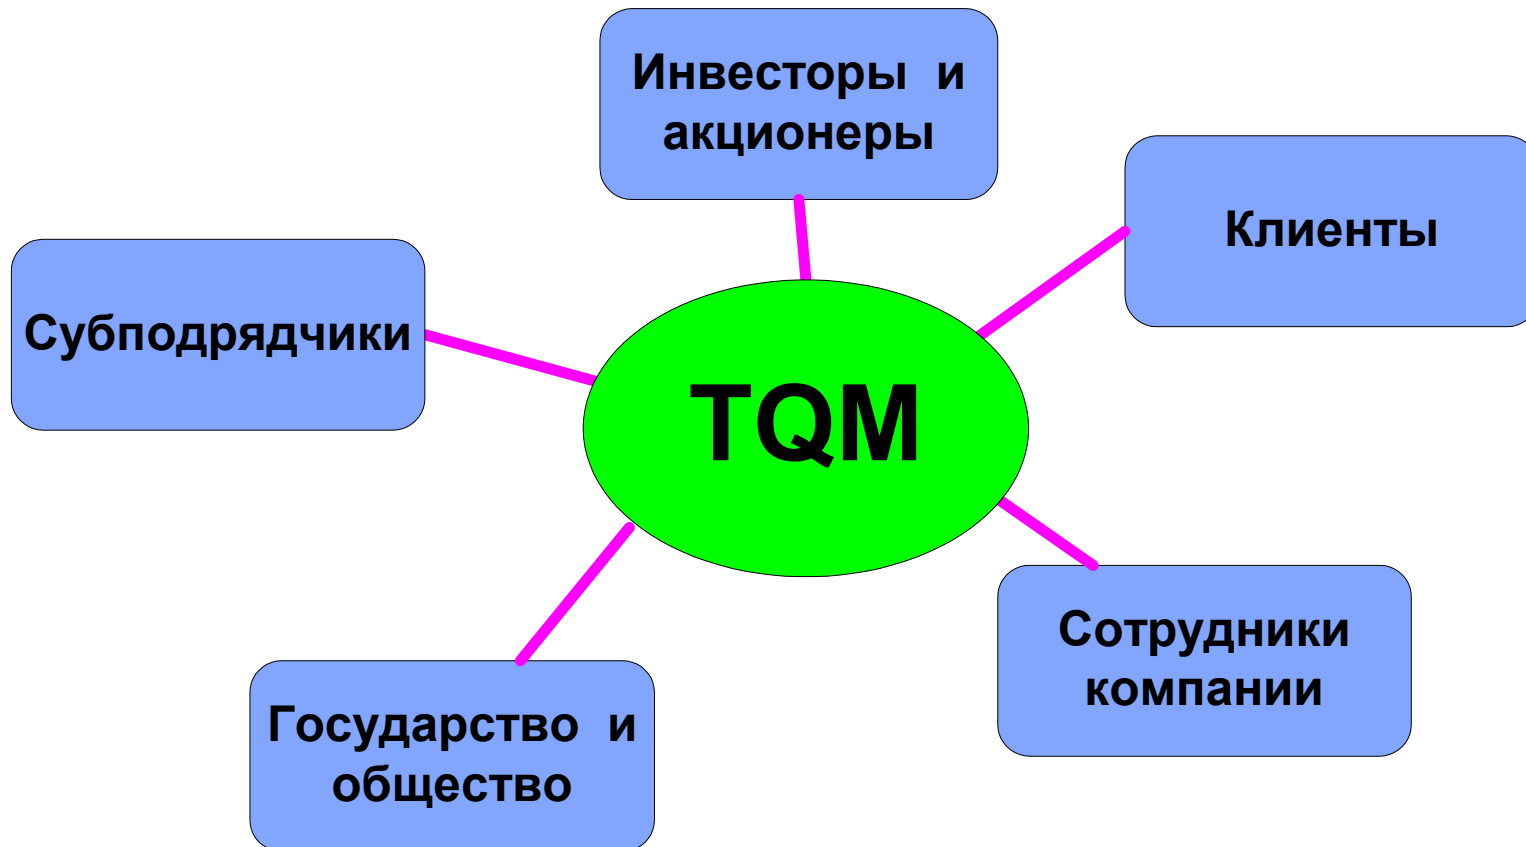 Инвесторы и
акционеры
Клиенты
Субподрядчики
TQM
Сотрудники
компании
Государство и
общество